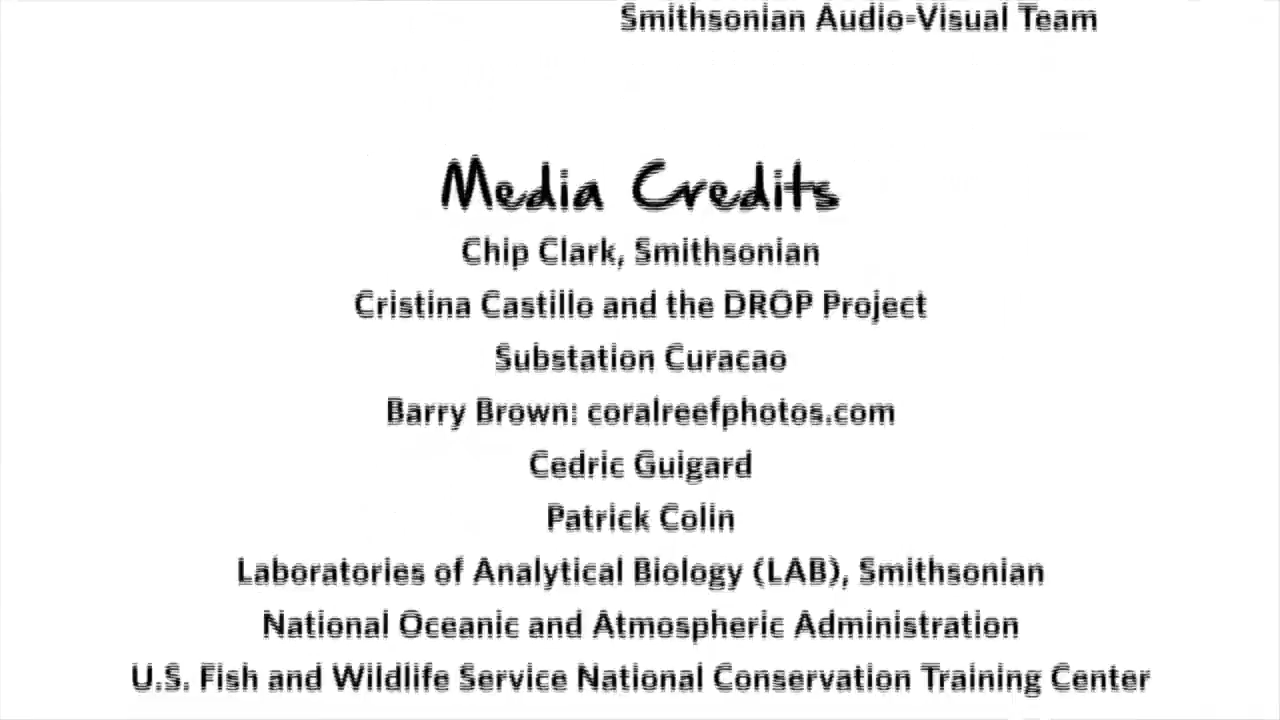 Smithsonian Audio-Visual Team
Media Credits
Chip Clark, Smithsonian
Cristina Castillo and the DROP Project
Substation Curacao
Barry Brown: coralreefphotos.com
Cedric Guigard
Patrick Colin
Laboratories of Analytical Biology (LAB), Smithsonian
National Oceanic and Atmospheric Administration
U.S. Fish and Wildlife Service National Conservation Training Center